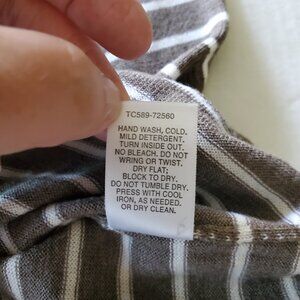 TC589-72560
HAND WASH, COLD.
MILD DETERGENT.
TURN INSIDE OUT.
NO BLEACH. DO NOT
WRING OR TWIST.
DRY FLAT;
BLOCK TO DRY.
DO NOT TUMBLE DRY.
PRESS WITH COOL
IRON, AS NEEDED.
OR DRY CLEAN.